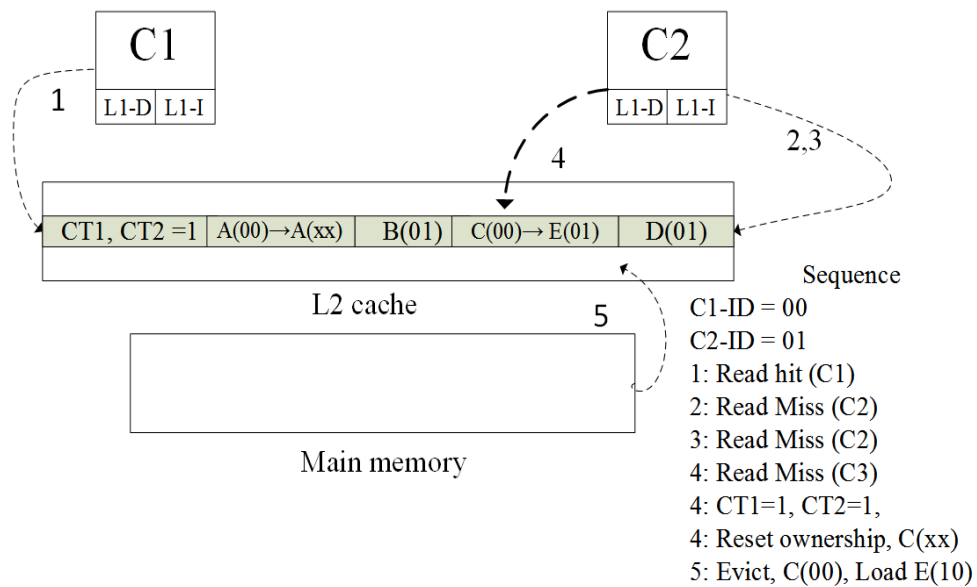 C1
C2
L1-D L1-I
L1-D L1-I
1
2,3
4
CT1, CT2 =1 A(00)→A(xx) B(01) C(00)→ E(01) D(01)
L2 cache
5
Main memory
Sequence
C1-ID = 00
C2-ID = 01
1: Read hit (C1)
2: Read Miss (C2)
3: Read Miss (C2)
4: Read Miss (C3)
4: CT1=1, CT2=1,
4: Reset ownership, C(xx)
5: Evict, C(00), Load E(10)